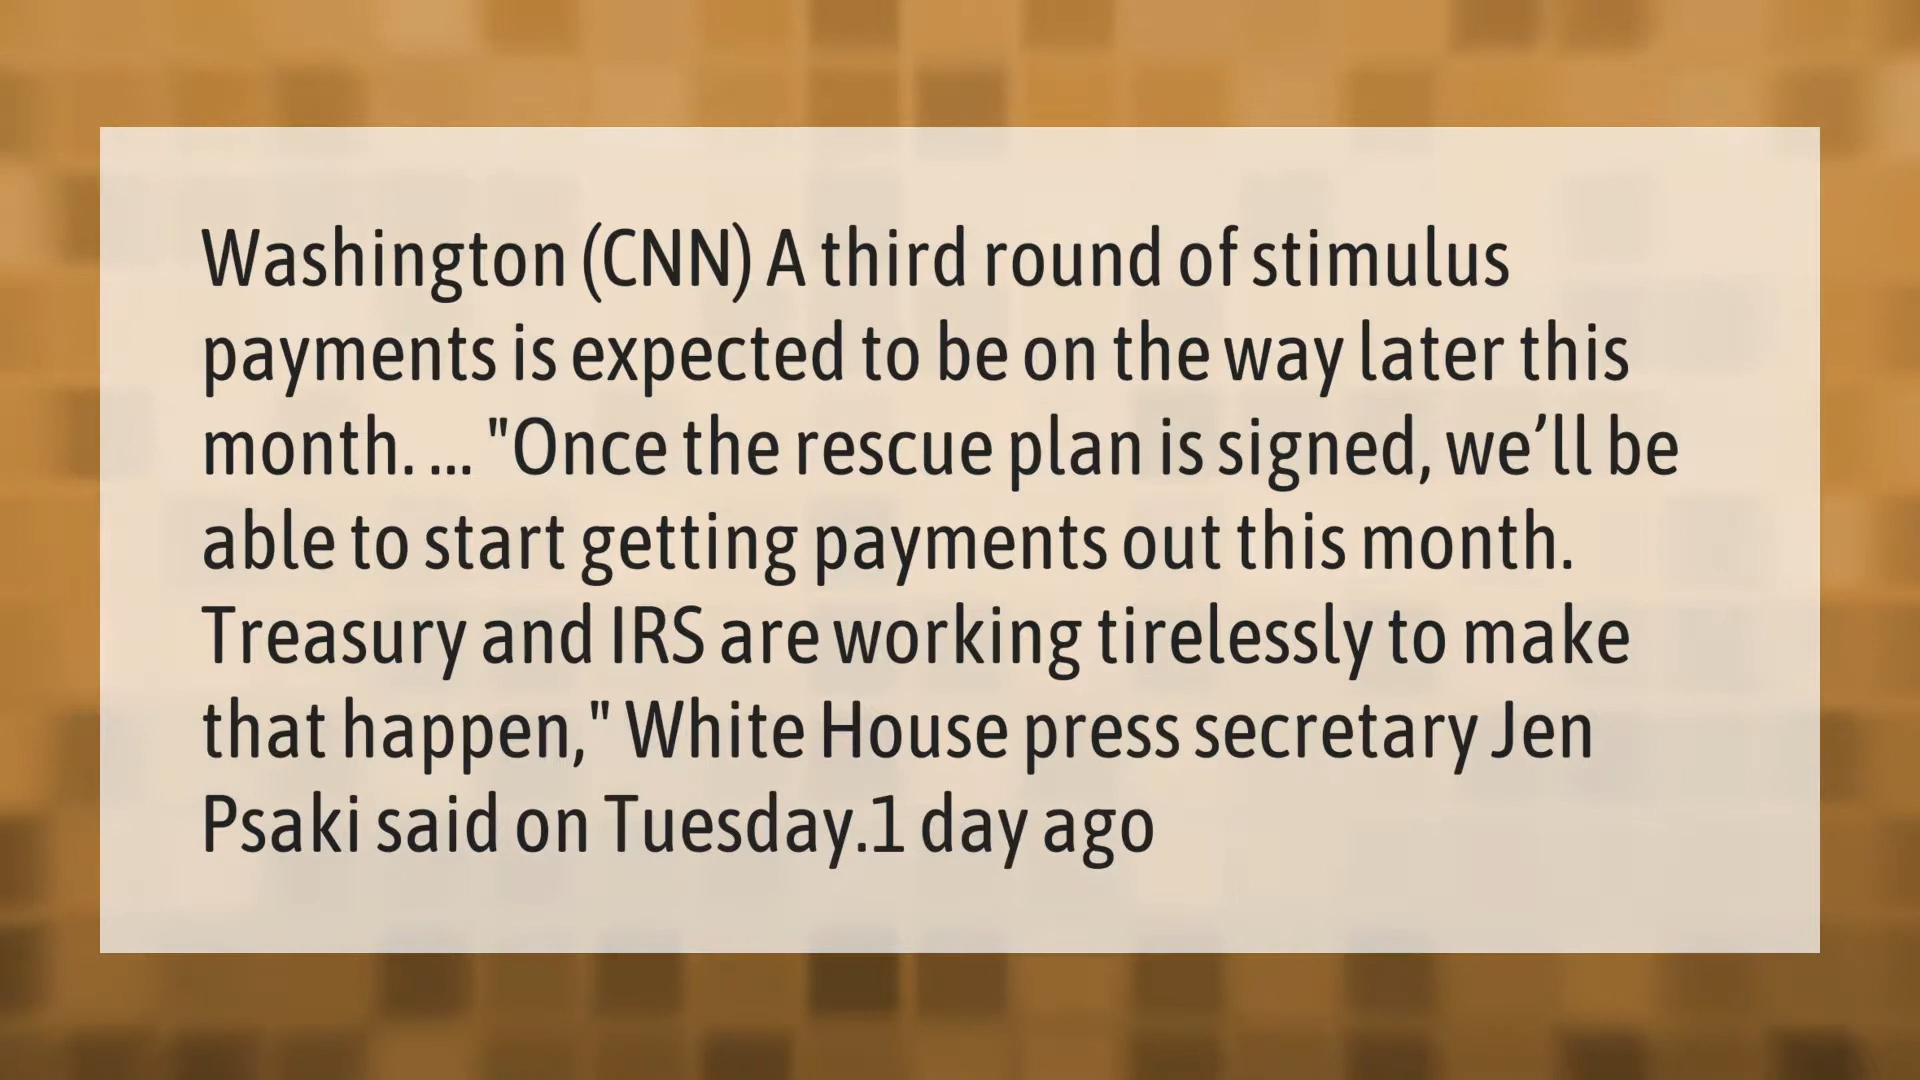 Washington (CNN) A third round of stimulus
payments is expected to be on the way later this
month. ... "Once the rescue plan is signed, we’ll be
able to start getting payments out this month.
Treasury and IRS are working tirelessly to make
that happen," White House press secretary Jen
Psaki said on Tuesday.1 day ago